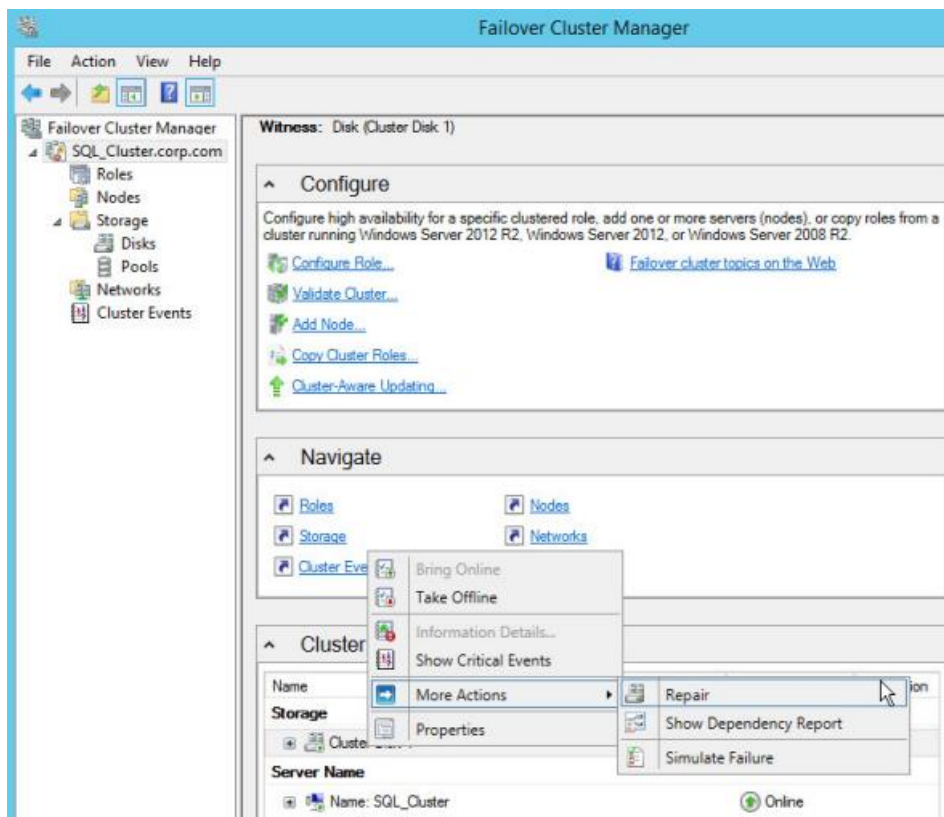 Failover Cluster Manager
File Action View Help
Failover Cluster Manager
SQL_Cluster.corp.com
Roles
Nodes
Storage
Disks
Pools
Networks
Cluster Events
Witness: Disk (Cluster Disk 1)
Configure
Configure high availability for a specific clustered role, add one or more servers (nodes), or copy roles from a
cluster running Windows Server 2012 R2, Windows Server 2012, or Windows Server 2008 R2.
Configure Role...
Failover cluster topics on the Web
Validate Cluster...
Add Node...
Copy Cluster Roles...
Cluster-Aware Updating...
Navigate
Roles
Nodes
Storage
Networks
Cluster Eve
Bring Online
Take Offline
Information Details...
Show Critical Events
More Actions
Properties
Repair
Show Dependency Report
Simulate Failure
Cluster
Name
ion
Storage
Cluste
Server Name
Name: SQL_Cluster Online